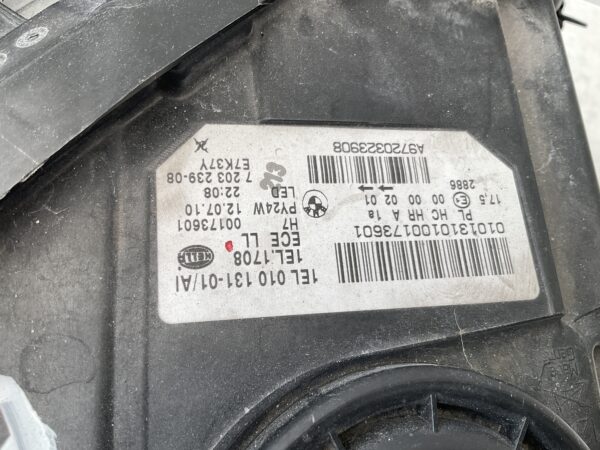 1EL 010 131-01/AI
1EL.1708
HELLA
ECE LL
H7 00173601
PY24W 12.07.10
LED 22:08
7 203 239-08
E7K37Y
0101310100173601
PL HC HR A 1a
17.5 E1 00 00 02 01
2886
A9720323908